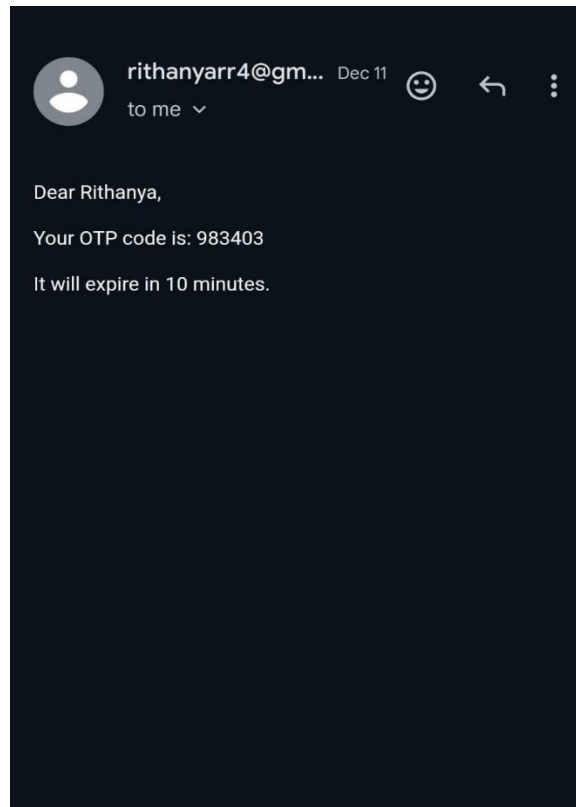 rithanyarr4@gm... Dec 11
to me
Dear Rithanya,
Your OTP code is: 983403
It will expire in 10 minutes.